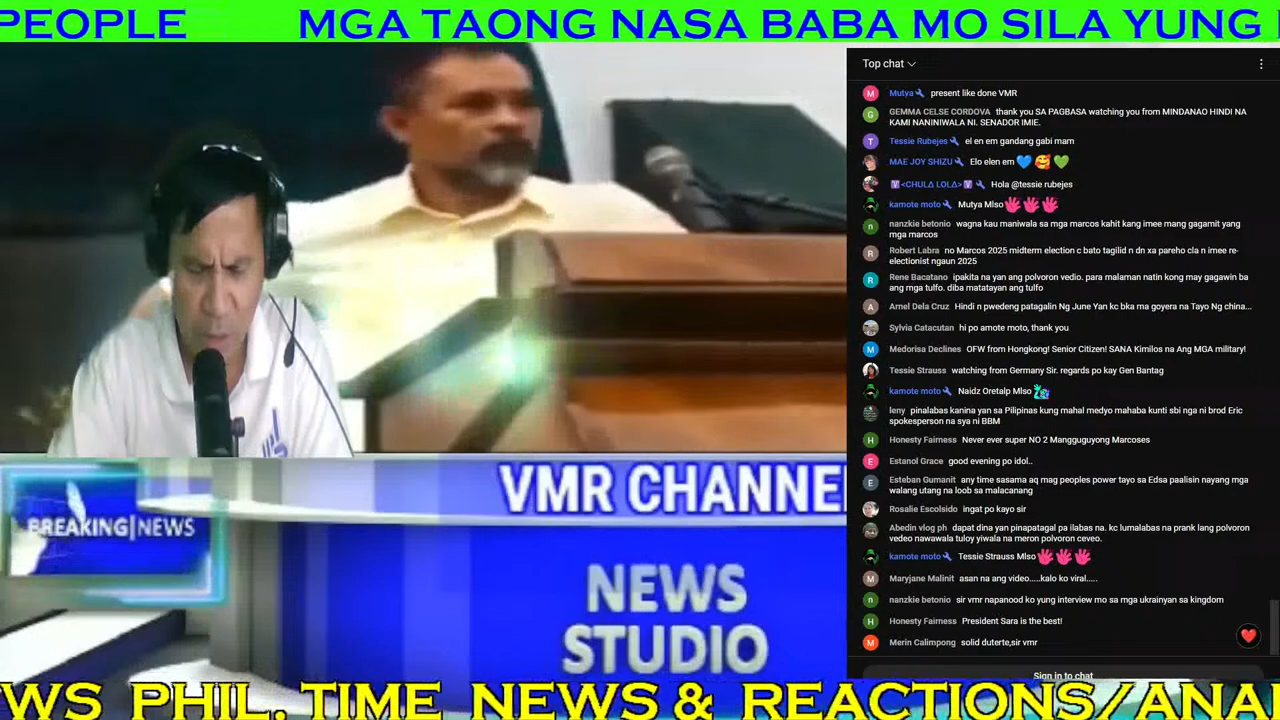 PEOPLE MGA TAONG NASA BABA MO SILA YUNG
Top chat
Mutya present like done VMR
GEMMA CELSE CORDOVA thank you SA PAGBASA watching you from MINDANAO HINDI NA
KAMI NANINIWALA NI. SENADOR IMIE.
Tessie Rubejes el en em gandang gabi mam
MAE JOY SHIZU Elo elen em
<CHULA LOLA> Hola @tessie rubejes
kamote moto Mutya Mlso
nanzkie betonio wagna kau maniwala sa mga marcos kahit kang imee mang gagamit yang
mga marcos
Robert Labra no Marcos 2025 midterm election c bato tagilid n dn xa pareho cla n imee re-
electionist ngaun 2025
Rene Bacatano ipakita na yan ang polvoron vedio. para malaman natin kong may gagawin ba
ang mga tulfo. diba matatayan ang tulfo
Arnel Dela Cruz Hindi n pwedeng patagalin Ng June Yan kc bka ma goyera na Tayo Ng china...
Sylvia Catacutan hi po amote moto, thank you
Medorisa Declines OFW from Hongkong! Senior Citizen! SANA Kimilos na Ang MGA military!
Tessie Strauss watching from Germany Sir. regards po kay Gen Bantag
kamote moto Naidz Oretalp Mlso
leny pinalabas kanina yan sa Pilipinas kung mahal medyo mahaba kunti sbi nga ni brod Eric
spokesperson na sya ni BBM
Honesty Fairness Never ever super NO 2 Mangguguyong Marcoses
Estanol Grace good evening po idol..
Esteban Gumanit any time sasama aq mag peoples power tayo sa Edsa paalisin nayang mga
walang utang na loob sa malacanang
Rosalie Escolsido ingat po kayo sir
Abedin vlog ph dapat dina yan pinapatagal pa ilabas na. kc lumalabas na prank lang polvoron
vedeo nawawala tuloy yiwala na meron polvoron ceveo.
kamote moto Tessie Strauss Mlso
Maryjane Malinit asan na ang video.....kalo ko viral.....
nanzkie betonio sir vmr napanood ko yung interview mo sa mga ukrainyan sa kingdom
Honesty Fairness President Sara is the best!
Merin Calimpong solid duterte,sir vmr
Sign in to chat
VMR CHANNE
BREAKING|NEWS
NEWS
STUDIO
WS PHIL. TIME NEWS & REACTIONS/ANA